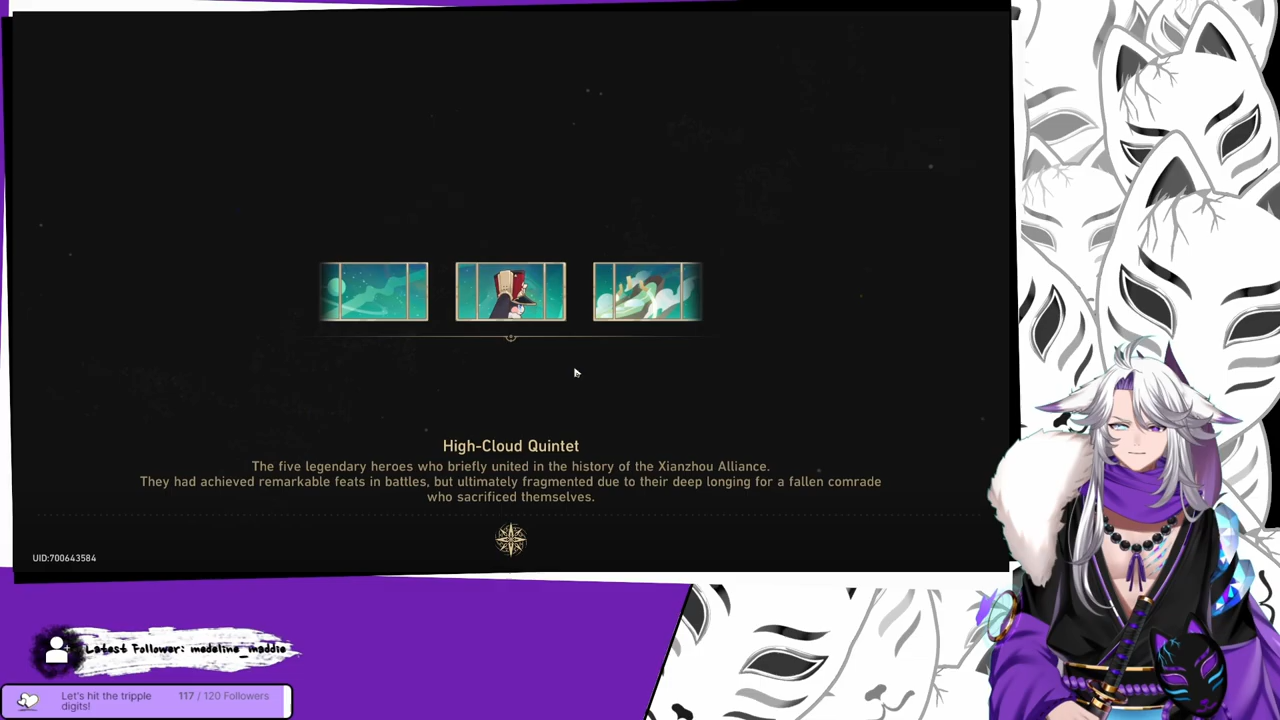 High-Cloud Quintet
The five legendary heroes who briefly united in the history of the Xianzhou Alliance.
They had achieved remarkable feats in battles, but ultimately fragmented due to their deep longing for a fallen comrade
who sacrificed themselves.
UID:700643584
Latest Follower: madeline_maddie
Let's hit the tripple
digits!
117 / 120 Followers